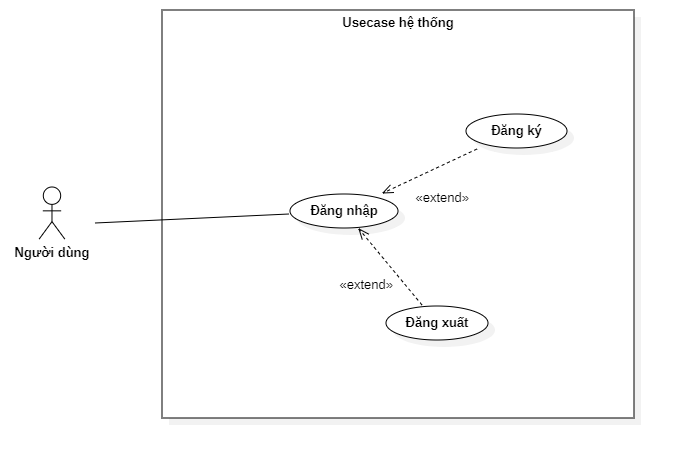 Usecase hệ thống
Đăng ký
«extend»
Đăng nhập
Người dùng
«extend»
Đăng xuất